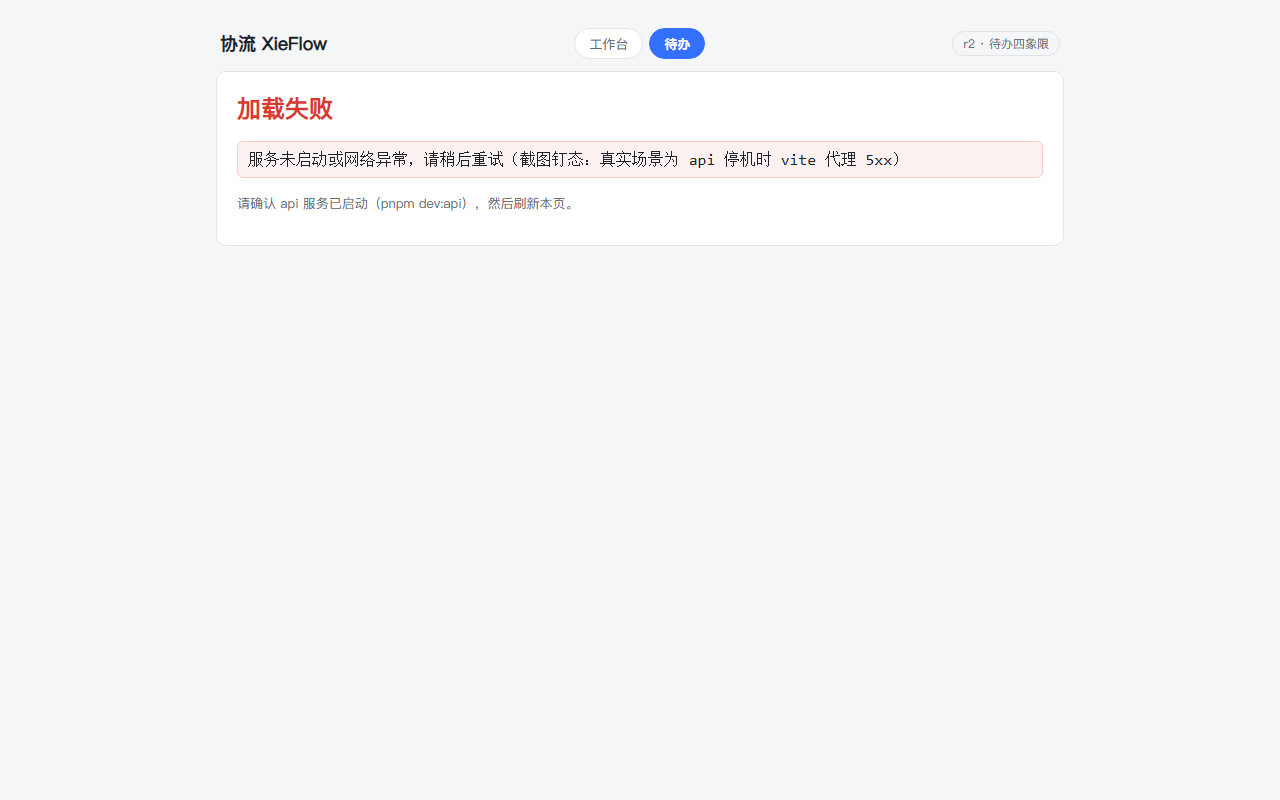 协流 XieFlow
工作台
待办
r2 · 待办四象限
加载失败
服务未启动或网络异常，请稍后重试（截图钉态：真实场景为 api 停机时 vite 代理 5xx）
请确认 api 服务已启动（pnpm dev:api），然后刷新本页。